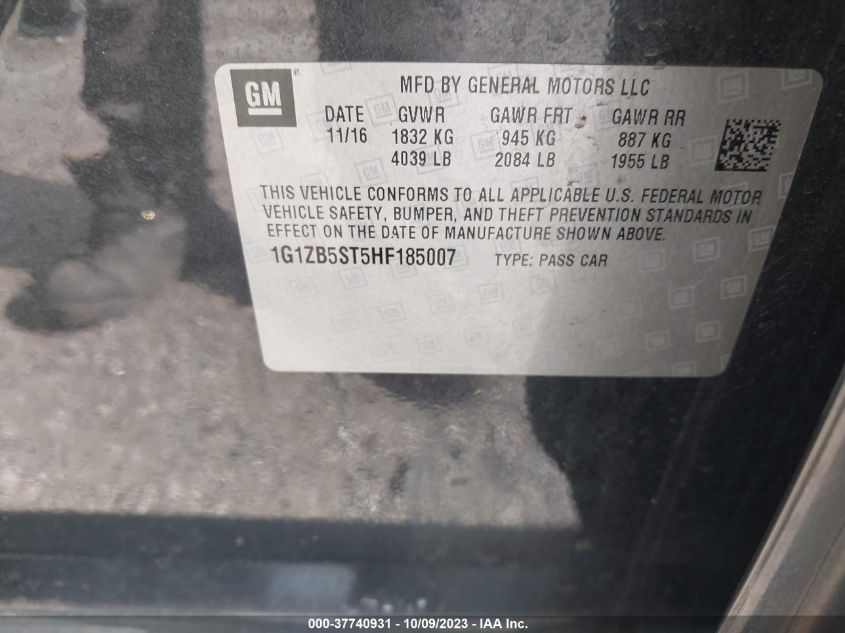 GM
MFD BY GENERAL MOTORS LLC
DATE GVWR GAWR FRT GAWR RR
11/16 1832 KG 945 KG 887 KG
4039 LB 2084 LB 1955 LB
THIS VEHICLE CONFORMS TO ALL APPLICABLE U.S. FEDERAL MOTOR
VEHICLE SAFETY, BUMPER, AND THEFT PREVENTION STANDARDS IN
EFFECT ON THE DATE OF MANUFACTURE SHOWN ABOVE.
1G1ZB5ST5HF185007 TYPE: PASS CAR
000-37740931 - 10/09/2023 - IAA Inc.